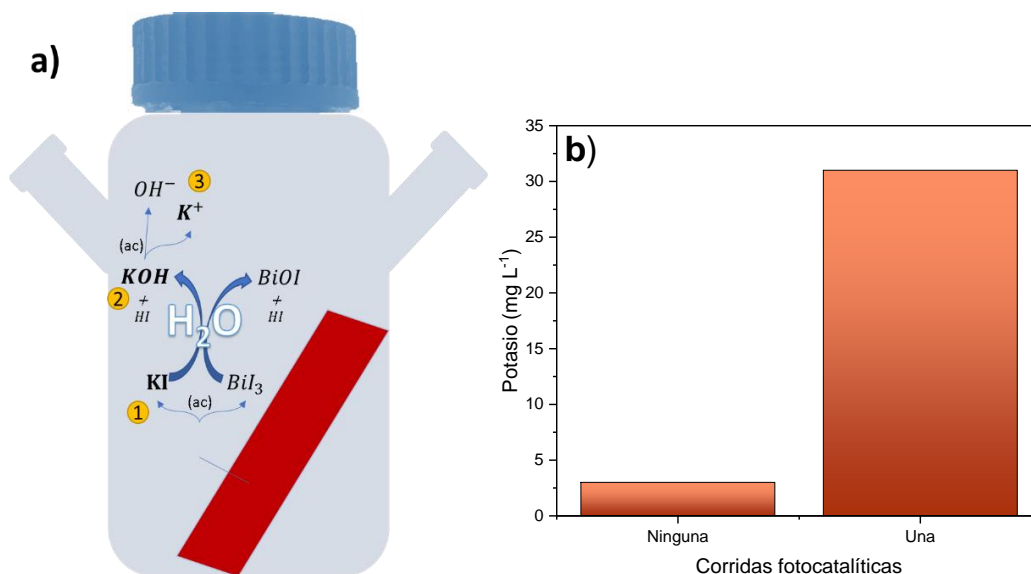 a)
OH⁻
3
K⁺
(ac)
KOH
BiOI
2
+
HI
+
HI
H₂O
KI
BiI₃
1
(ac)
b)
Potasio (mg L⁻¹)
35
30
25
20
15
10
5
0
Ninguna
Una
Corridas fotocatalíticas